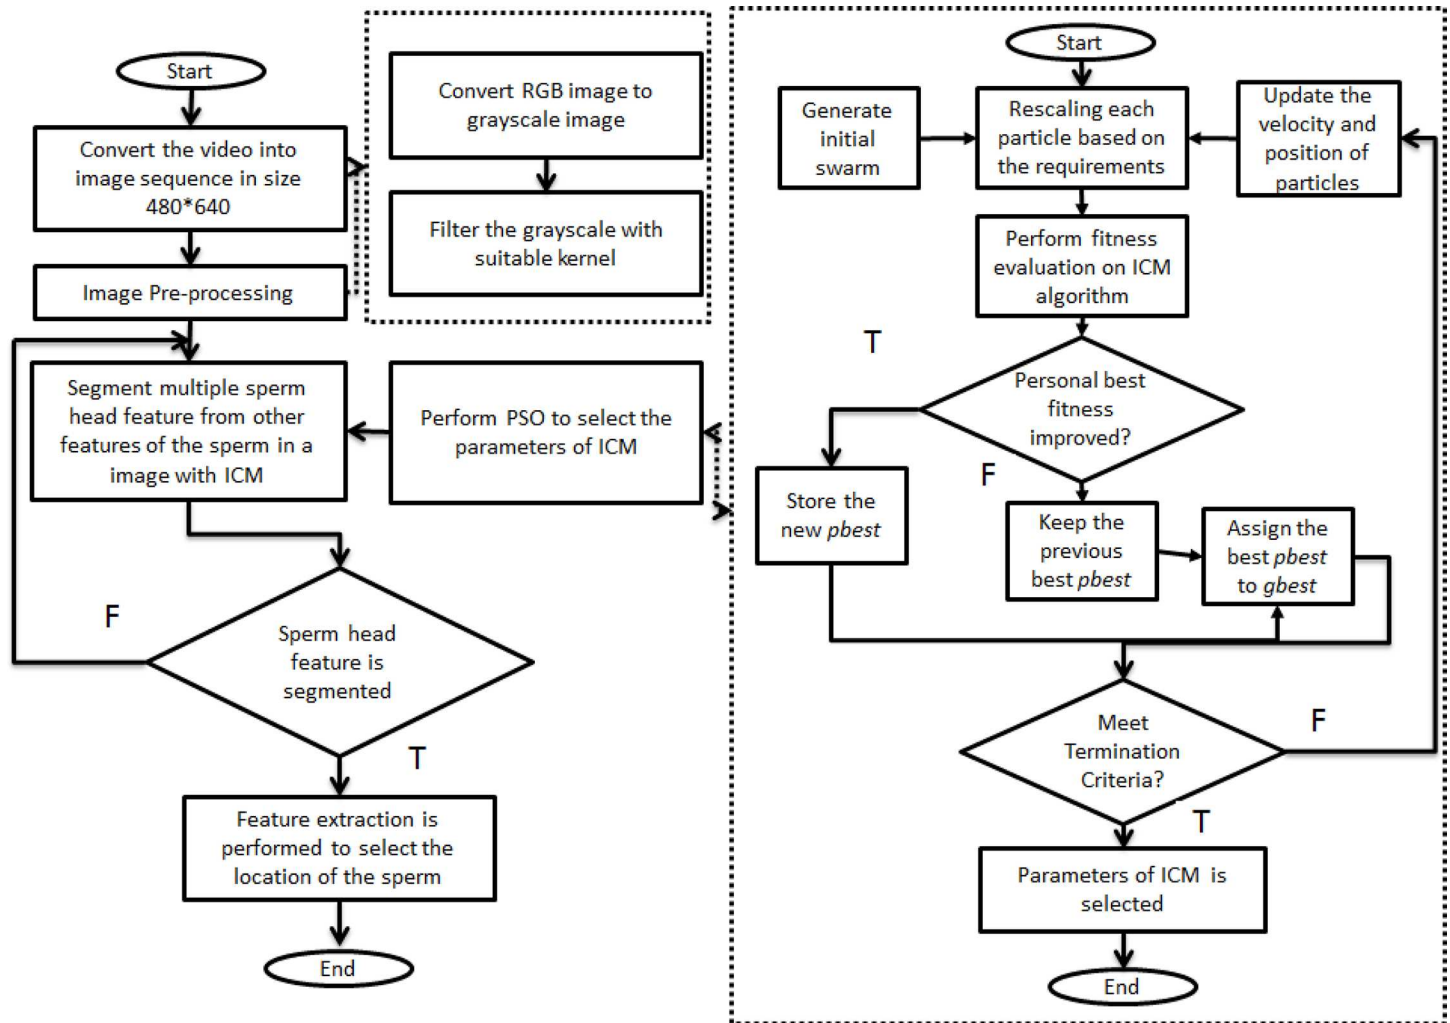 Start
Convert the video into
image sequence in size
480*640
Image Pre-processing
Convert RGB image to
grayscale image
Filter the grayscale with
suitable kernel
Segment multiple sperm
head feature from other
features of the sperm in a
image with ICM
Perform PSO to select the
parameters of ICM
F
Sperm head
feature is
segmented
T
Feature extraction is
performed to select the
location of the sperm
End
Start
Generate
initial
swarm
Rescaling each
particle based on
the requirements
Update the
velocity and
position of
particles
Perform fitness
evaluation on ICM
algorithm
T
Personal best
fitness
improved?
F
Store the
new pbest
Keep the
previous
best pbest
Assign the
best pbest
to gbest
Meet
Termination
Criteria?
F
T
Parameters of ICM is
selected
End